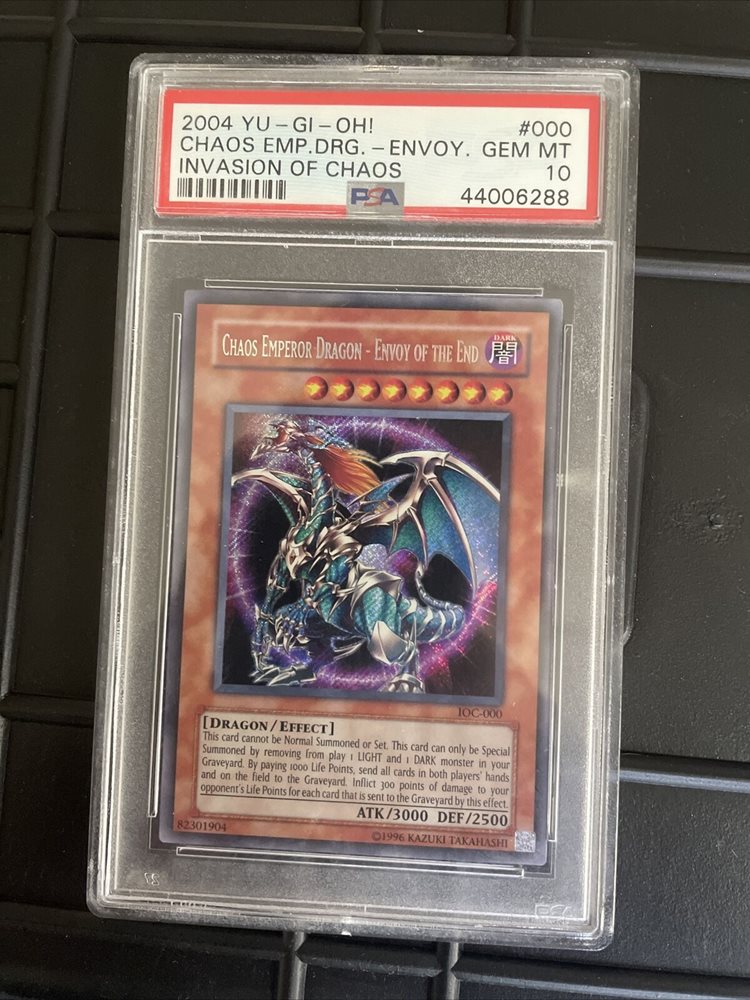 2004 YU-GI-OH! #000
CHAOS EMP.DRG.-ENVOY. GEM MT
INVASION OF CHAOS 10
PSA 44006288
CHAOS EMPEROR DRAGON - ENVOY OF THE END
DARK
闇
IOC-000
[DRAGON/EFFECT]
This card cannot be Normal Summoned or Set. This card can only be Special
Summoned by removing from play 1 LIGHT and 1 DARK monster in your
Graveyard. By paying 1000 Life Points, send all cards in both players' hands
and on the field to the Graveyard. Inflict 300 points of damage to your
opponent's Life Points for each card that is sent to the Graveyard by this effect.
ATK/3000 DEF/2500
82301904 ©1996 KAZUKI TAKAHASHI